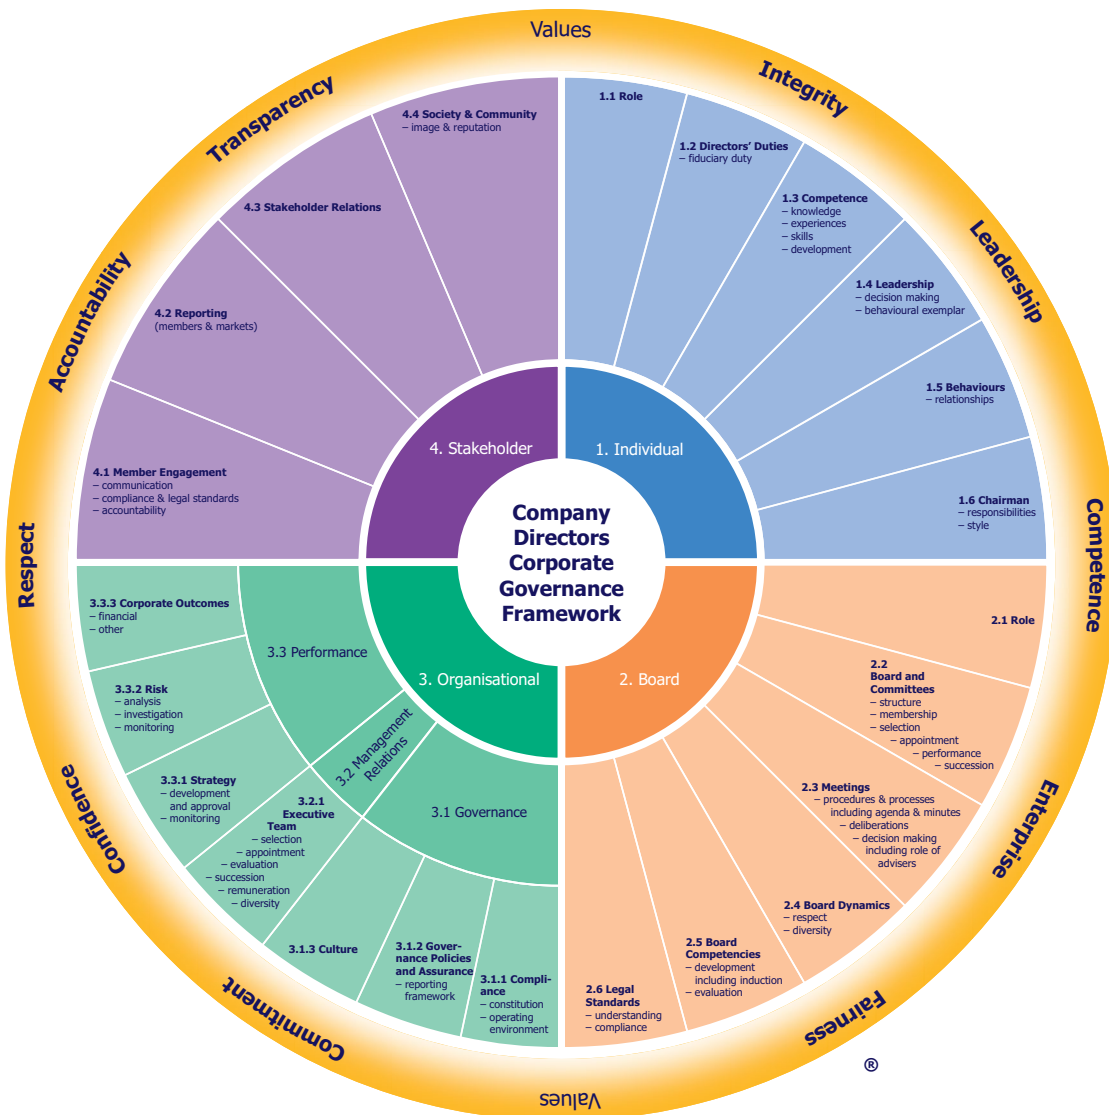 Values
Integrity
Leadership
Competence
Enterprise
Fairness
Values
Commitment
Confidence
Respect
Accountability
Transparency
Company
Directors
Corporate
Governance
Framework
1. Individual
1.1 Role
1.2 Directors' Duties
– fiduciary duty
1.3 Competence
– knowledge
– experiences
– skills
– development
1.4 Leadership
– decision making
– behavioural exemplar
1.5 Behaviours
– relationships
1.6 Chairman
– responsibilities
– style
2. Board
2.1 Role
2.2
Board and
Committees
– structure
– membership
– selection
– appointment
– performance
– succession
2.3 Meetings
– procedures & processes
including agenda & minutes
– deliberations
– decision making
including role of
advisers
2.4 Board Dynamics
– respect
– diversity
2.5 Board
Competencies
– development
including induction
– evaluation
2.6 Legal
Standards
– understanding
– compliance
3. Organisational
3.1 Governance
3.1.1 Compli-
ance
– constitution
– operating
environment
3.1.2 Gover-
nance Policies
and Assurance
– reporting
framework
3.1.3 Culture
3.2 Management
Relations
3.2.1
Executive
Team
– selection
– appointment
– evaluation
– succession
– remuneration
– diversity
3.3 Performance
3.3.1 Strategy
– development
and approval
– monitoring
3.3.2 Risk
– analysis
– investigation
– monitoring
3.3.3 Corporate Outcomes
– financial
– other
4. Stakeholder
4.1 Member Engagement
– communication
– compliance & legal standards
– accountability
4.2 Reporting
(members & markets)
4.3 Stakeholder Relations
4.4 Society & Community
– image & reputation
®